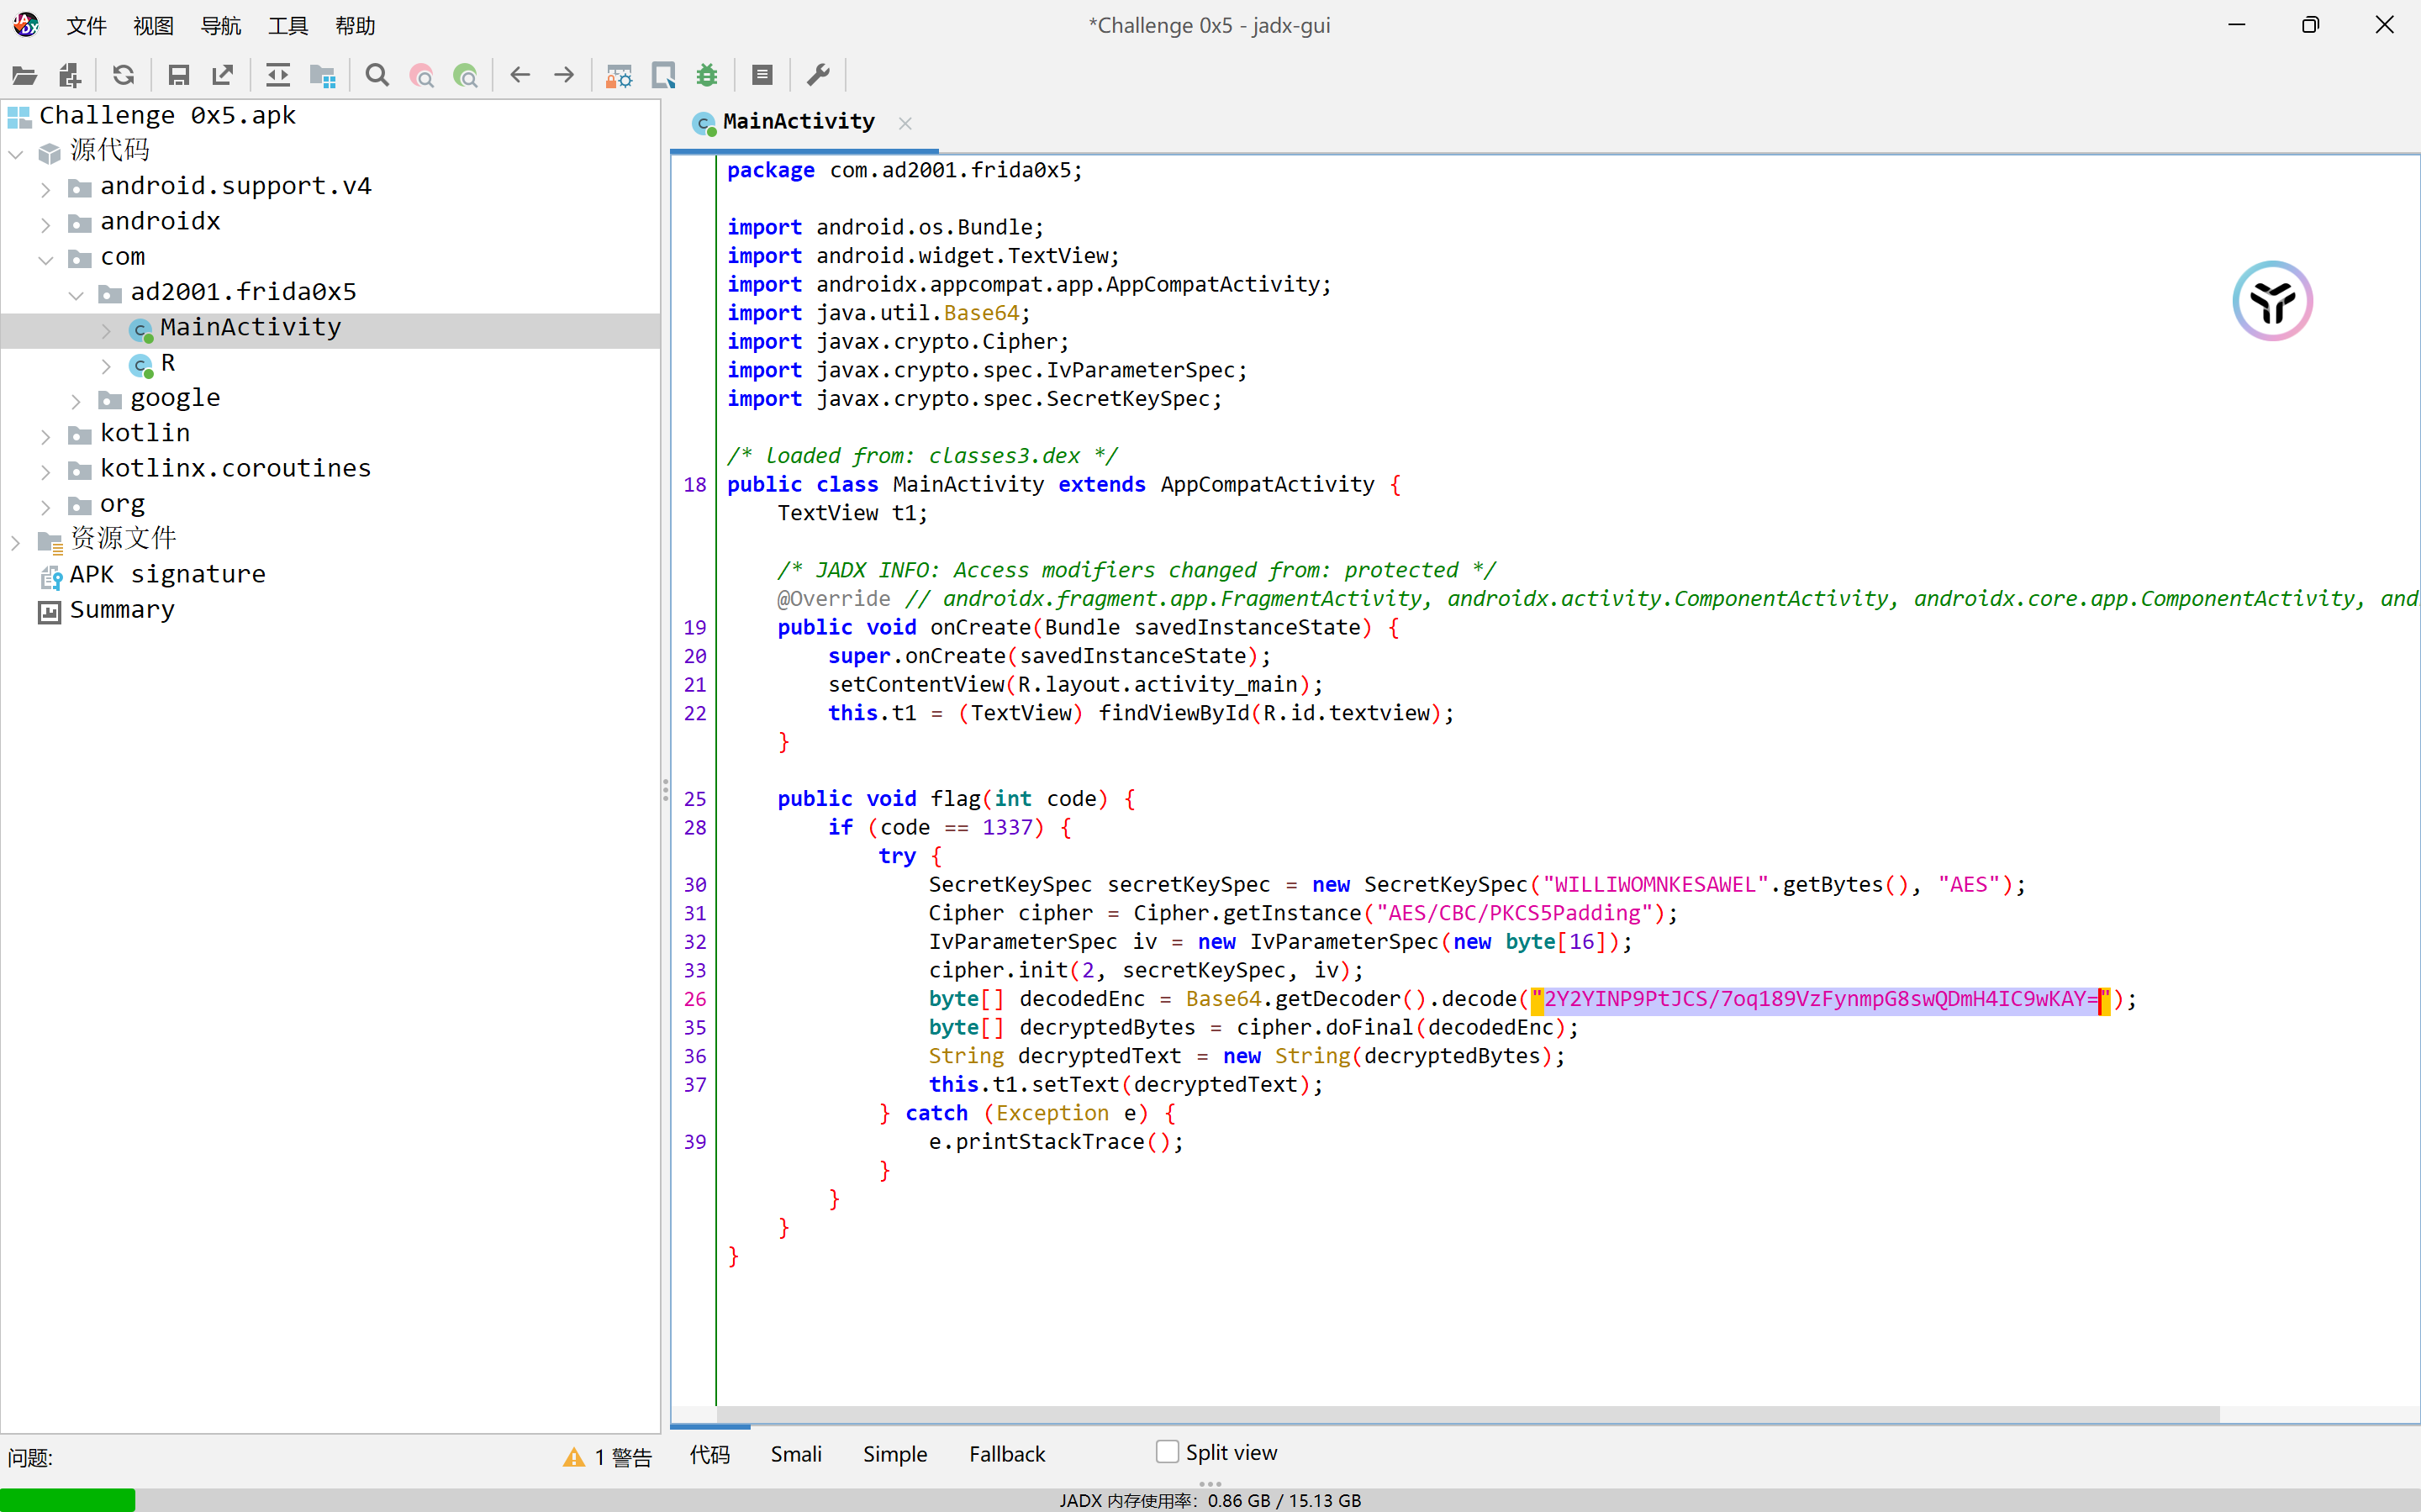 文件 视图 导航 工具 帮助
*Challenge 0x5 - jadx-gui
Challenge 0x5.apk
源代码
android.support.v4
androidx
com
ad2001.frida0x5
MainActivity
R
google
kotlin
kotlinx.coroutines
org
资源文件
APK signature
Summary
MainActivity
package com.ad2001.frida0x5;
import android.os.Bundle;
import android.widget.TextView;
import androidx.appcompat.app.AppCompatActivity;
import java.util.Base64;
import javax.crypto.Cipher;
import javax.crypto.spec.IvParameterSpec;
import javax.crypto.spec.SecretKeySpec;
/* loaded from: classes3.dex */
18 public class MainActivity extends AppCompatActivity {
TextView t1;
/* JADX INFO: Access modifiers changed from: protected */
@Override // androidx.fragment.app.FragmentActivity, androidx.activity.ComponentActivity, androidx.core.app.ComponentActivity, and
19 public void onCreate(Bundle savedInstanceState) {
20 super.onCreate(savedInstanceState);
21 setContentView(R.layout.activity_main);
22 this.t1 = (TextView) findViewById(R.id.textview);
}
25 public void flag(int code) {
28 if (code == 1337) {
try {
30 SecretKeySpec secretKeySpec = new SecretKeySpec("WILLIWOMNKESAWEL".getBytes(), "AES");
31 Cipher cipher = Cipher.getInstance("AES/CBC/PKCS5Padding");
32 IvParameterSpec iv = new IvParameterSpec(new byte[16]);
33 cipher.init(2, secretKeySpec, iv);
26 byte[] decodedEnc = Base64.getDecoder().decode("2Y2YINP9PtJCS/7oq189VzFynmpG8swQDmH4IC9wKAY=");
35 byte[] decryptedBytes = cipher.doFinal(decodedEnc);
36 String decryptedText = new String(decryptedBytes);
37 this.t1.setText(decryptedText);
} catch (Exception e) {
39 e.printStackTrace();
}
}
}
}
问题: 1 警告
代码 Smali Simple Fallback Split view
JADX 内存使用率: 0.86 GB / 15.13 GB